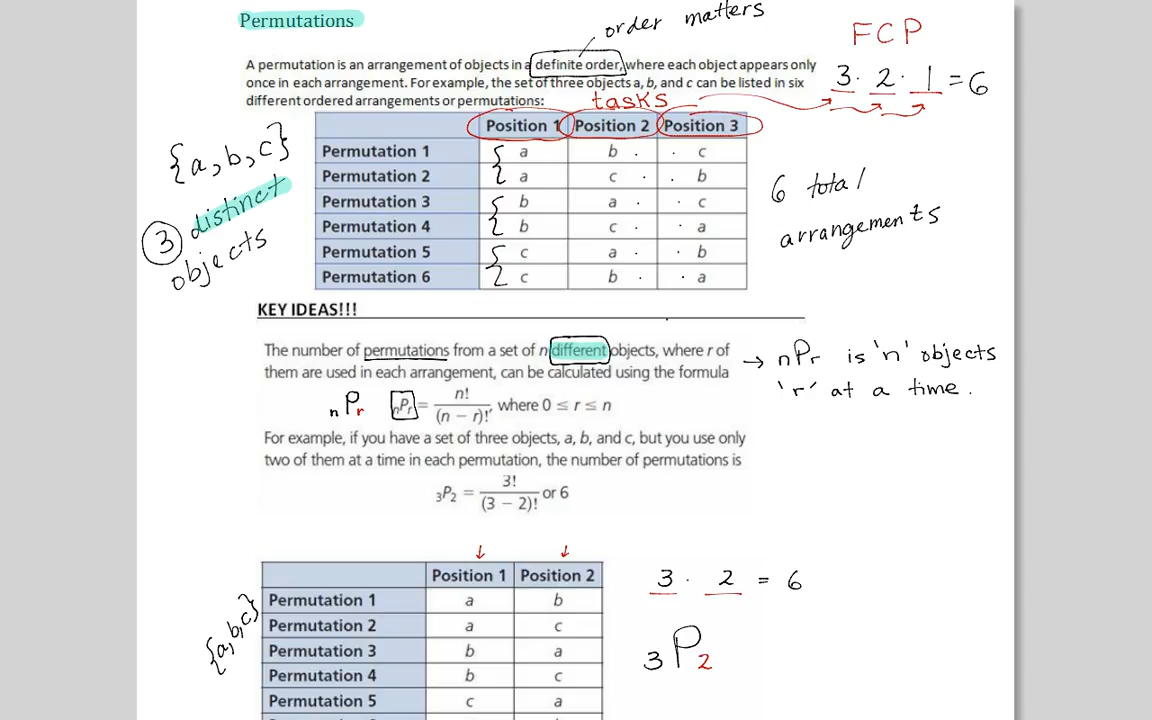 Permutations
order matters
FCP
A permutation is an arrangement of objects in a definite order, where each object appears only
once in each arrangement. For example, the set of three objects a, b, and c can be listed in six
different ordered arrangements or permutations:
3 · 2 · 1 = 6
tasks
Position 1 Position 2 Position 3
Permutation 1 a b c
Permutation 2 a c b
Permutation 3 b a c
Permutation 4 b c a
Permutation 5 c a b
Permutation 6 c b a
{a, b, c}
3 distinct
objects
6 total
arrangements
KEY IDEAS!!!
The number of permutations from a set of n different objects, where r of
them are used in each arrangement, can be calculated using the formula
→ nPr is 'n' objects
'r' at a time.
nPr nPr = n!/(n − r)!, where 0 ≤ r ≤ n
For example, if you have a set of three objects, a, b, and c, but you use only
two of them at a time in each permutation, the number of permutations is
3P2 = 3!/(3 − 2)! or 6
Position 1 Position 2
Permutation 1 a b
Permutation 2 a c
Permutation 3 b a
Permutation 4 b c
Permutation 5 c a
{a,b,c}
3 · 2 = 6
3P2